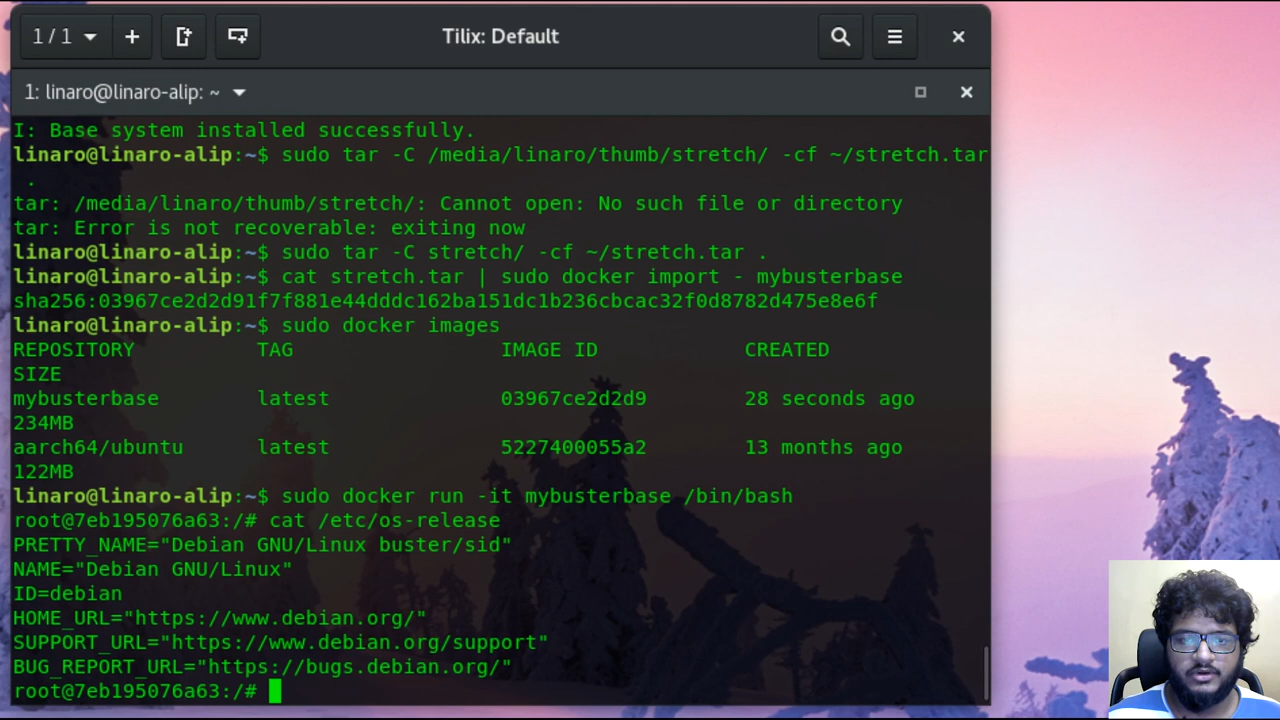 1 / 1
Tilix: Default
1: linaro@linaro-alip: ~
I: Base system installed successfully.
linaro@linaro-alip:~$ sudo tar -C /media/linaro/thumb/stretch/ -cf ~/stretch.tar
.
tar: /media/linaro/thumb/stretch/: Cannot open: No such file or directory
tar: Error is not recoverable: exiting now
linaro@linaro-alip:~$ sudo tar -C stretch/ -cf ~/stretch.tar .
linaro@linaro-alip:~$ cat stretch.tar | sudo docker import - mybusterbase
sha256:03967ce2d2d91f7f881e44dddc162ba151dc1b236cbcac32f0d8782d475e8e6f
linaro@linaro-alip:~$ sudo docker images
REPOSITORY TAG IMAGE ID CREATED
SIZE
mybusterbase latest 03967ce2d2d9 28 seconds ago
234MB
aarch64/ubuntu latest 5227400055a2 13 months ago
122MB
linaro@linaro-alip:~$ sudo docker run -it mybusterbase /bin/bash
root@7eb195076a63:/# cat /etc/os-release
PRETTY_NAME="Debian GNU/Linux buster/sid"
NAME="Debian GNU/Linux"
ID=debian
HOME_URL="https://www.debian.org/"
SUPPORT_URL="https://www.debian.org/support"
BUG_REPORT_URL="https://bugs.debian.org/"
root@7eb195076a63:/#